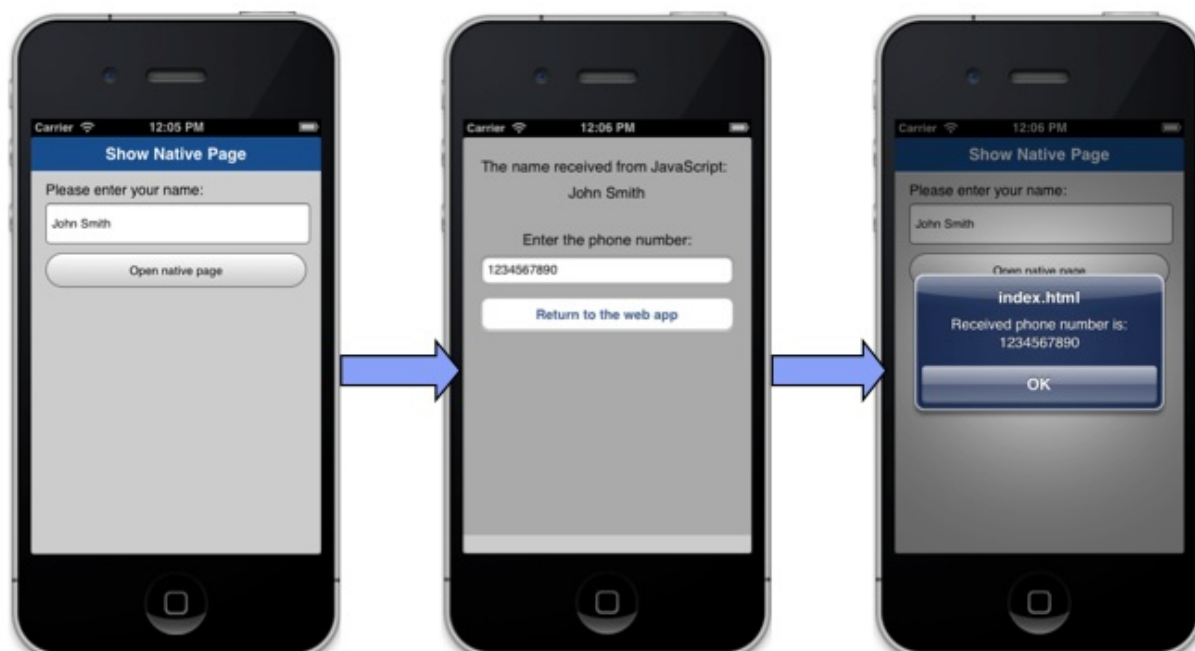 Carrier 12:05 PM
Show Native Page
Please enter your name:
John Smith
Open native page
Carrier 12:06 PM
The name received from JavaScript:
John Smith
Enter the phone number:
1234567890
Return to the web app
Carrier 12:06 PM
Show Native Page
Please enter your name:
John Smith
Open native page
index.html
Received phone number is:
1234567890
OK